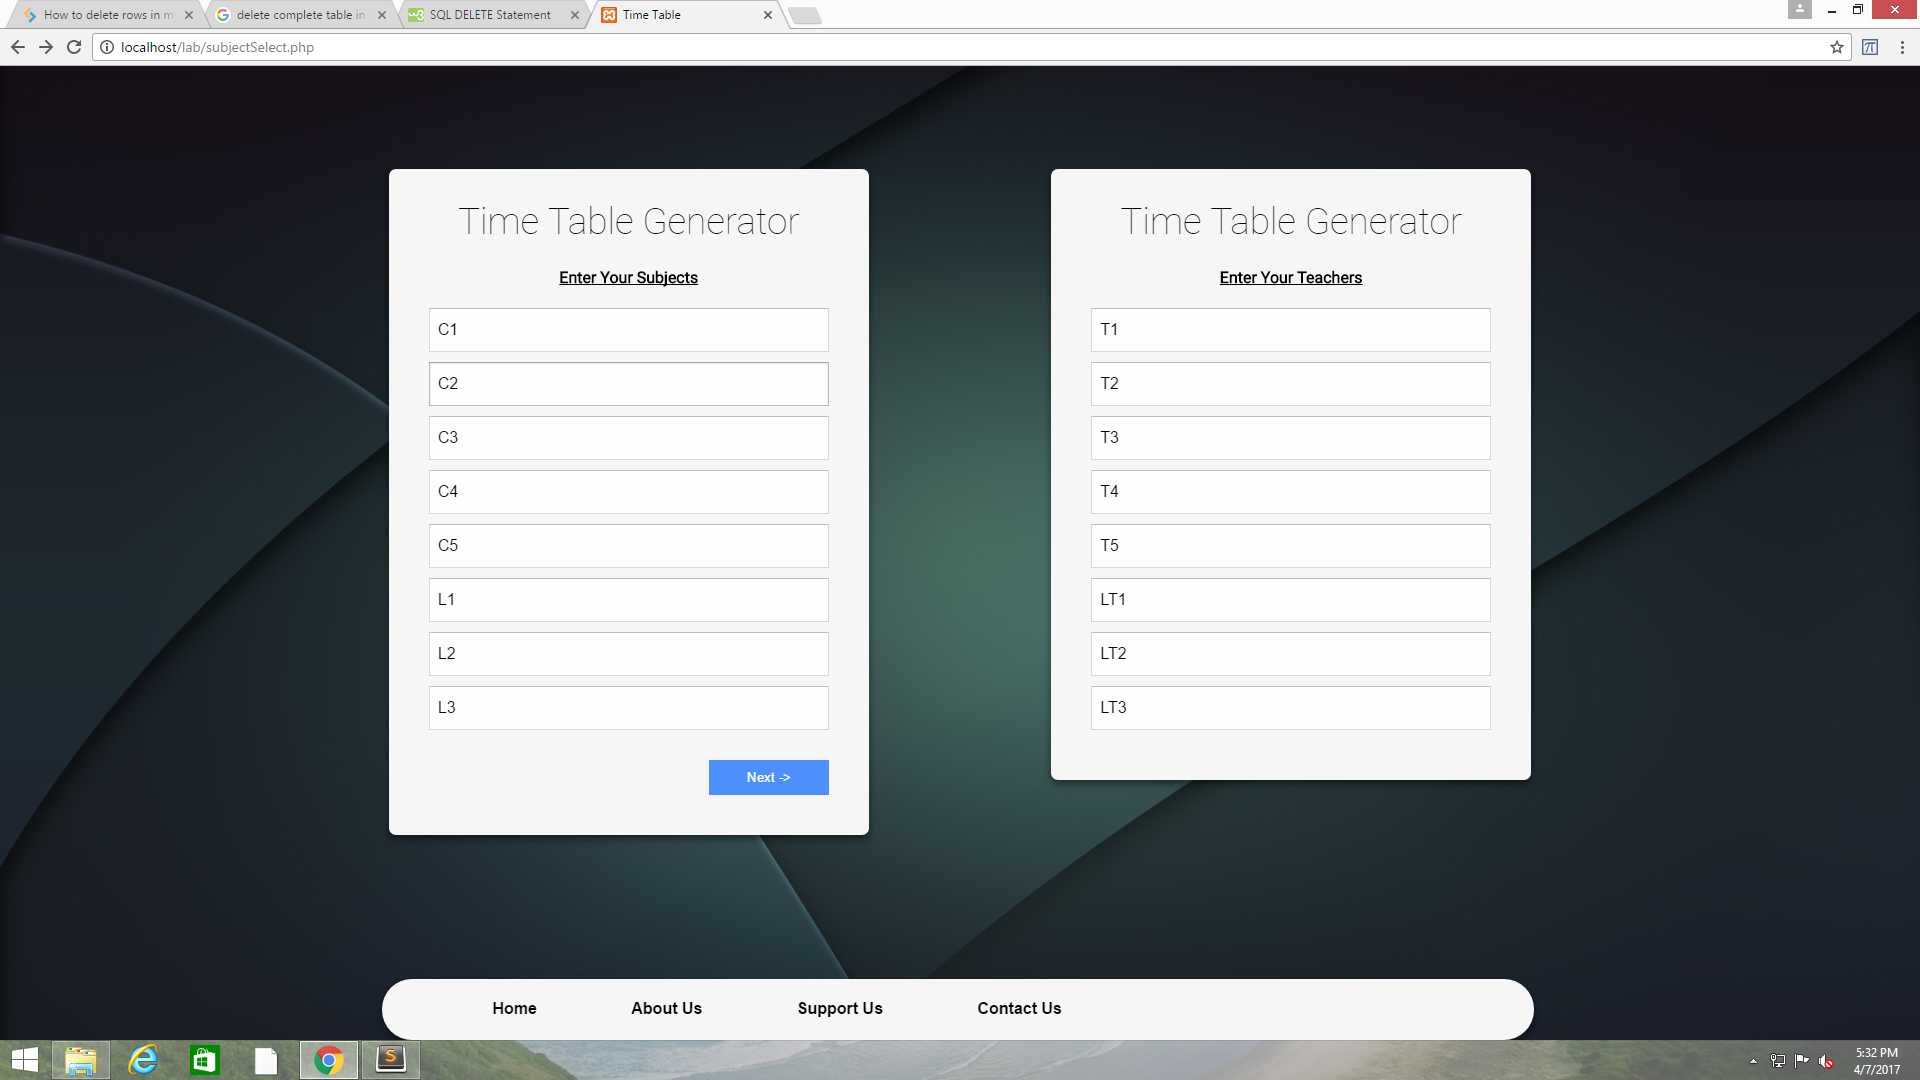 How to delete rows in m
delete complete table in
SQL DELETE Statement
Time Table
localhost/lab/subjectSelect.php
Time Table Generator
Enter Your Subjects
C1
C2
C3
C4
C5
L1
L2
L3
Next ->
Time Table Generator
Enter Your Teachers
T1
T2
T3
T4
T5
LT1
LT2
LT3
Home About Us Support Us Contact Us
5:32 PM
4/7/2017